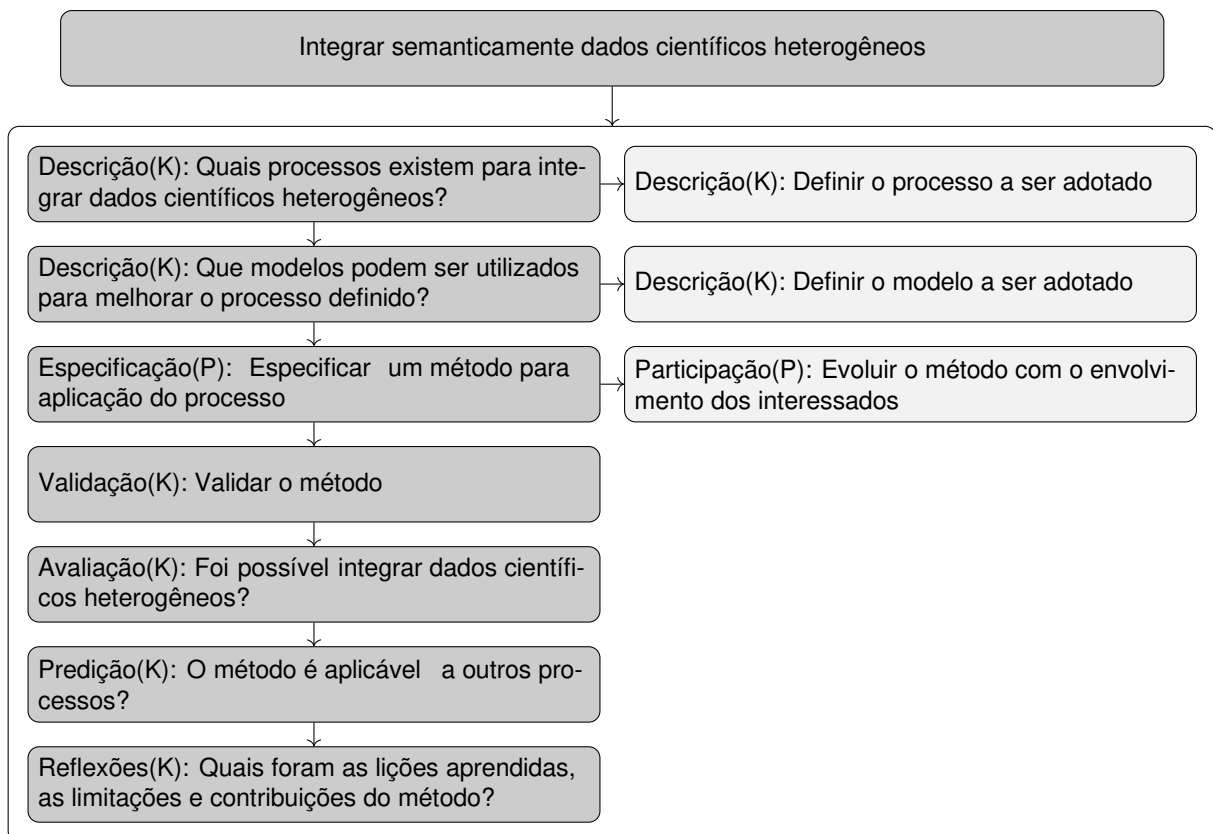 Integrar semanticamente dados científicos heterogêneos
Descrição(K): Quais processos existem para inte-
grar dados científicos heterogêneos?
Descrição(K): Definir o processo a ser adotado
Descrição(K): Que modelos podem ser utilizados
para melhorar o processo definido?
Descrição(K): Definir o modelo a ser adotado
Especificação(P): Especificar um método para
aplicação do processo
Participação(P): Evoluir o método com o envolvi-
mento dos interessados
Validação(K): Validar o método
Avaliação(K): Foi possível integrar dados científi-
cos heterogêneos?
Predição(K): O método é aplicável a outros pro-
cessos?
Reflexões(K): Quais foram as lições aprendidas,
as limitações e contribuições do método?